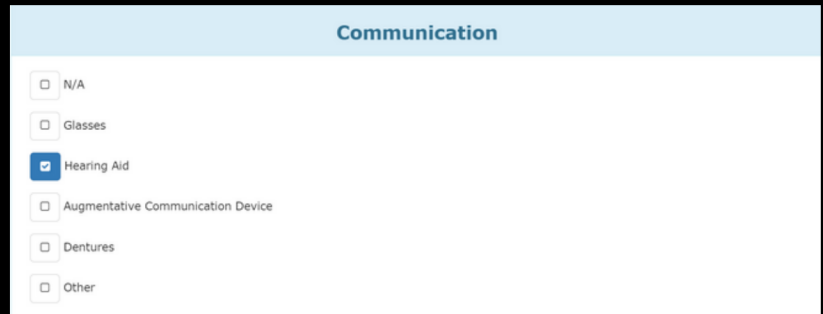 Communication
N/A
Glasses
Hearing Aid
Augmentative Communication Device
Dentures
Other